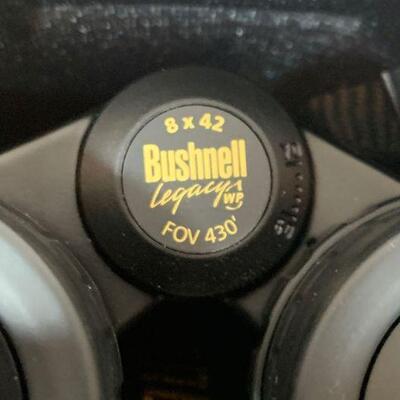 8 x 42
Bushnell
Legacy WP
FOV 430'